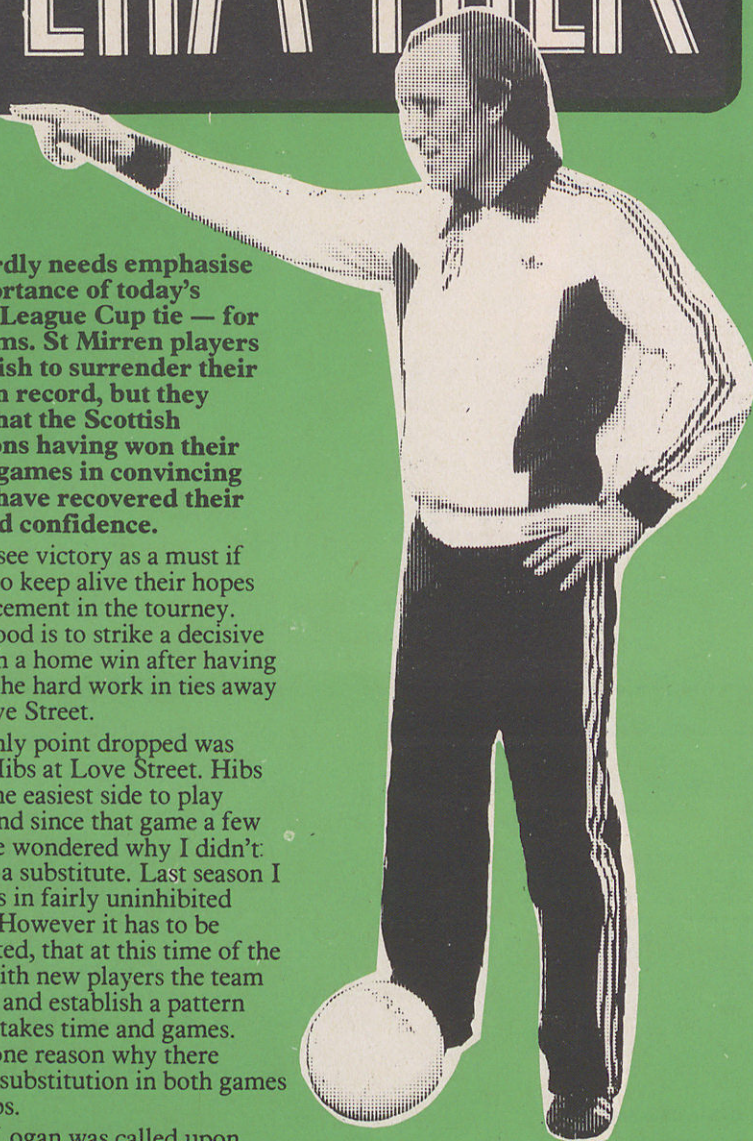 rdly needs emphasise
ortance of today's
League Cup tie — for
ms. St Mirren players
ish to surrender their
n record, but they
hat the Scottish
ons having won their
games in convincing
have recovered their
d confidence.
see victory as a must if
o keep alive their hopes
cement in the tourney.
ood is to strike a decisive
h a home win after having
he hard work in ties away
ve Street.
nly point dropped was
Hibs at Love Street. Hibs
he easiest side to play
nd since that game a few
e wondered why I didn't
a substitute. Last season I
s in fairly uninhibited
However it has to be
ted, that at this time of the
ith new players the team
and establish a pattern
takes time and games.
one reason why there
substitution in both games
bs.
Logan was called upon